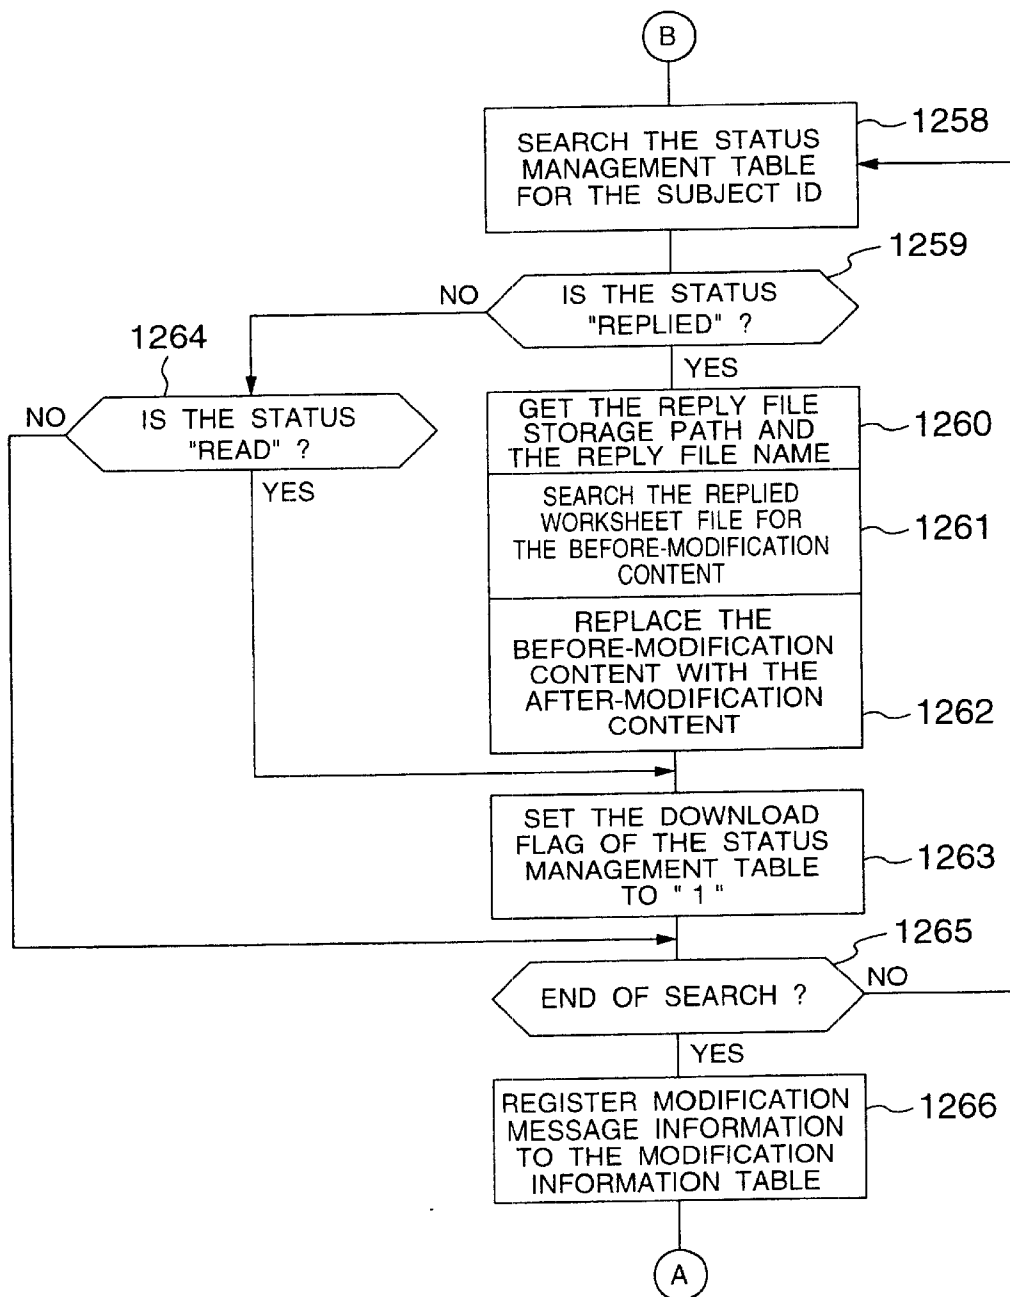 B
SEARCH THE STATUS
MANAGEMENT TABLE
FOR THE SUBJECT ID
1258
1259
IS THE STATUS
"REPLIED" ?
NO
YES
1264
IS THE STATUS
"READ" ?
NO
YES
GET THE REPLY FILE
STORAGE PATH AND
THE REPLY FILE NAME
1260
SEARCH THE REPLIED
WORKSHEET FILE FOR
THE BEFORE-MODIFICATION
CONTENT
1261
REPLACE THE
BEFORE-MODIFICATION
CONTENT WITH THE
AFTER-MODIFICATION
CONTENT
1262
SET THE DOWNLOAD
FLAG OF THE STATUS
MANAGEMENT TABLE
TO " 1 "
1263
1265
END OF SEARCH ?
NO
YES
REGISTER MODIFICATION
MESSAGE INFORMATION
TO THE MODIFICATION
INFORMATION TABLE
1266
A